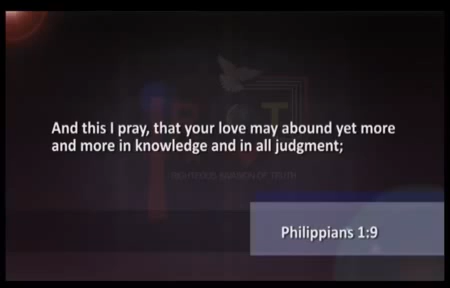 And this I pray, that your love may abound yet more
and more in knowledge and in all judgment;
Philippians 1:9